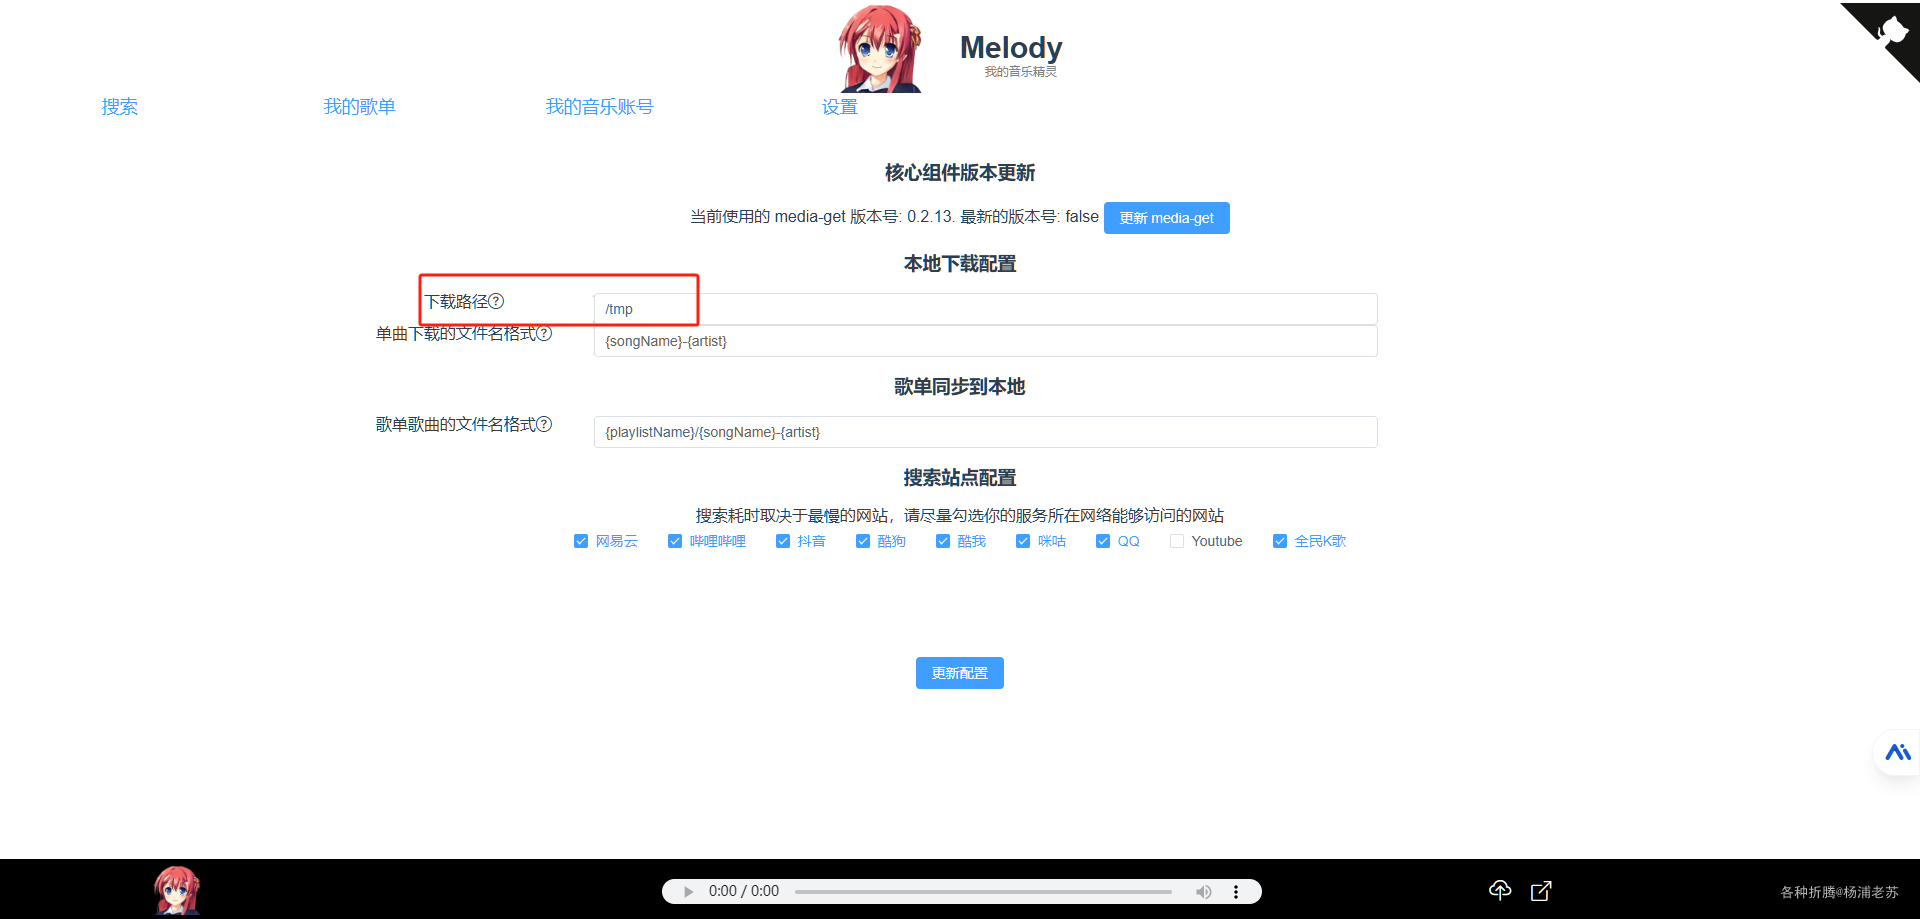 Melody
我的音乐精灵
搜索
我的歌单
我的音乐账号
设置
核心组件版本更新
当前使用的 media-get 版本号: 0.2.13. 最新的版本号: false 更新 media-get
本地下载配置
下载路径? /tmp
单曲下载的文件名格式? {songName}-{artist}
歌单同步到本地
歌单歌曲的文件名格式? {playlistName}/{songName}-{artist}
搜索站点配置
搜索耗时取决于最慢的网站，请尽量勾选你的服务所在网络能够访问的网站
网易云 哔哩哔哩 抖音 酷狗 酷我 咪咕 QQ Youtube 全民K歌
更新配置
0:00 / 0:00
各种折腾@杨浦老苏